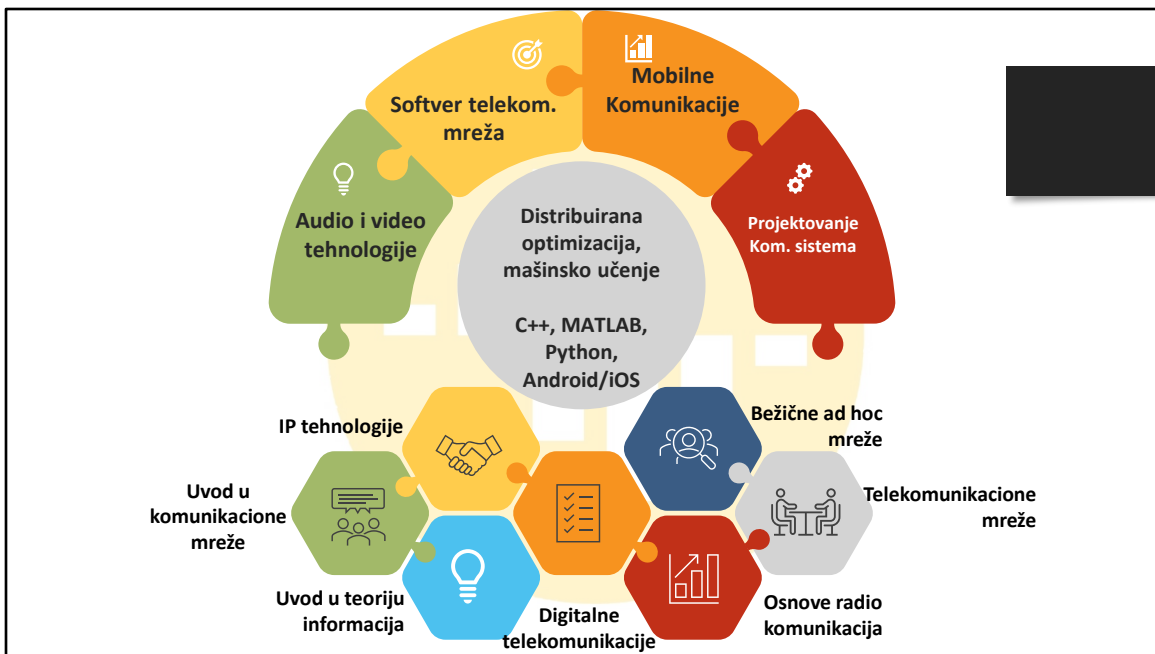 Softver telekom.
mreža
Mobilne
Komunikacije
Audio i video
tehnologije
Projektovanje
Kom. sistema
Distribuirana
optimizacija,
mašinsko učenje
C++, MATLAB,
Python,
Android/iOS
IP tehnologije
Bežične ad hoc
mreže
Uvod u
komunikacione
mreže
Telekomunikacione
mreže
Uvod u teoriju
informacija
Digitalne
telekomunikacije
Osnove radio
komunikacija